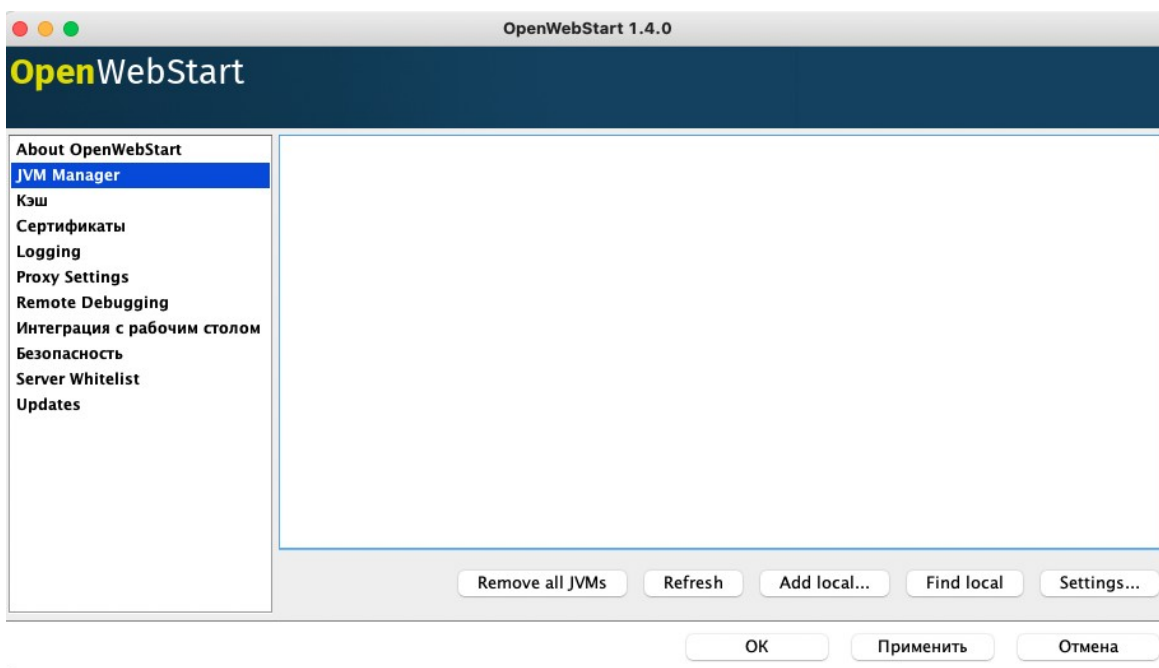 OpenWebStart 1.4.0
OpenWebStart
About OpenWebStart
JVM Manager
Кэш
Сертификаты
Logging
Proxy Settings
Remote Debugging
Интеграция с рабочим столом
Безопасность
Server Whitelist
Updates
Remove all JVMs Refresh Add local... Find local Settings...
ОК Применить Отмена